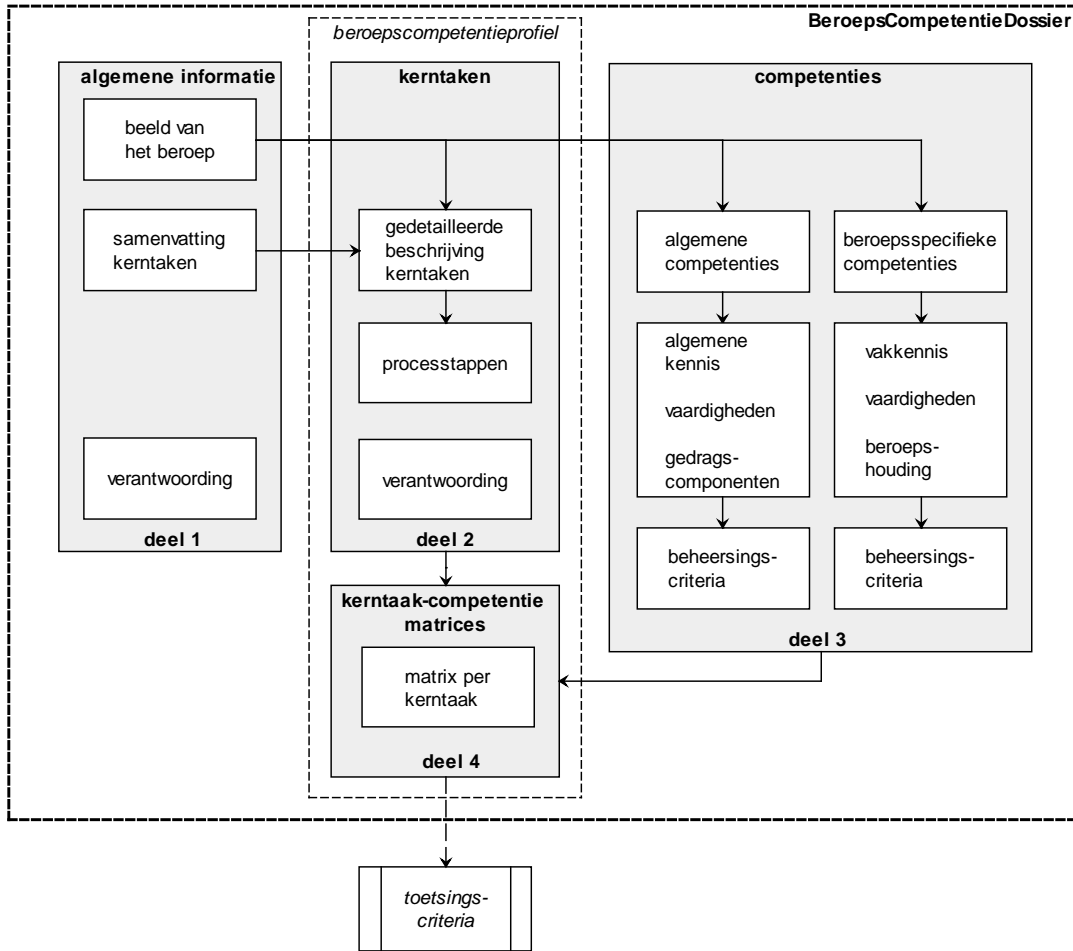 BeroepsCompetentieDossier
beroepscompetentieprofiel
algemene informatie
beeld van
het beroep
samenvatting
kerntaken
verantwoording
deel 1
kerntaken
gedetailleerde
beschrijving
kerntaken
processtappen
verantwoording
deel 2
kerntaak-competentie
matrices
matrix per
kerntaak
deel 4
competenties
algemene
competenties
algemene
kennis
vaardigheden
gedrags-
componenten
beheersings-
criteria
beroepsspecifieke
competenties
vakkennis
vaardigheden
beroeps-
houding
beheersings-
criteria
deel 3
toetsings-
criteria